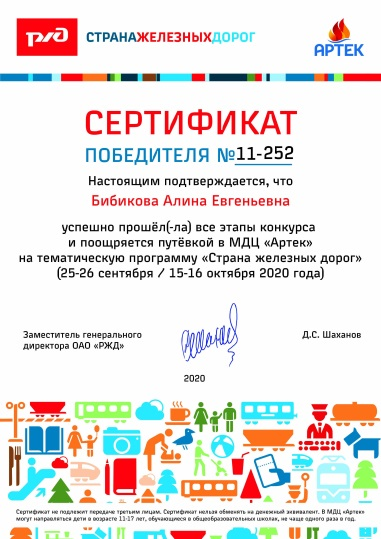 РЖД СТРАНАЖЕЛЕЗНЫХДОРОГ АРТЕК
СЕРТИФИКАТ
ПОБЕДИТЕЛЯ №11-252
Настоящим подтверждается, что
Бибикова Алина Евгеньевна
успешно прошёл(-ла) все этапы конкурса
и поощряется путёвкой в МДЦ «Артек»
на тематическую программу «Страна железных дорог»
(25-26 сентября / 15-16 октября 2020 года)
Заместитель генерального
директора ОАО «РЖД»
Д.С. Шаханов
2020
Сертификат не подлежит передаче третьим лицам. Сертификат нельзя обменять на денежный эквивалент. В МДЦ «Артек»
могут направляться дети в возрасте 11-17 лет, обучающиеся в общеобразовательных школах, не чаще одного раза в год.